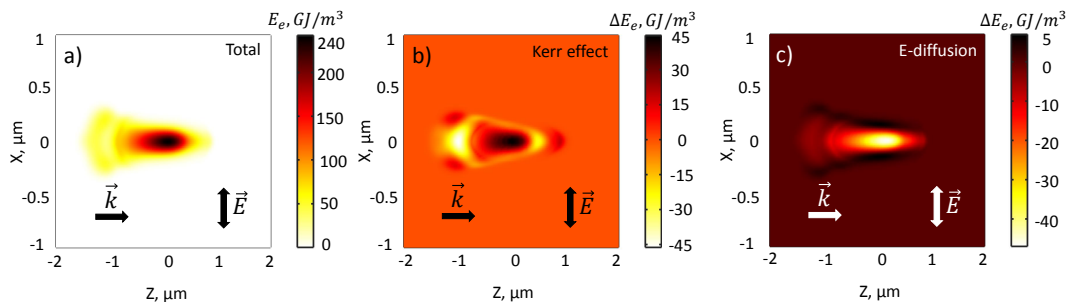 E_e, GJ/m³
a)
Total
X, µm
1
0.5
0
-0.5
-1
-2
-1
0
1
2
Z, µm
k⃗
E⃗
240
200
150
100
50
0
ΔE_e, GJ/m³
b)
Kerr effect
X, µm
1
0.5
0
-0.5
-1
-2
-1
0
1
2
Z, µm
k⃗
E⃗
45
30
15
0
-15
-30
-45
ΔE_e, GJ/m³
c)
E-diffusion
X, µm
1
0.5
0
-0.5
-1
-2
-1
0
1
2
Z, µm
k⃗
E⃗
5
0
-10
-20
-30
-40